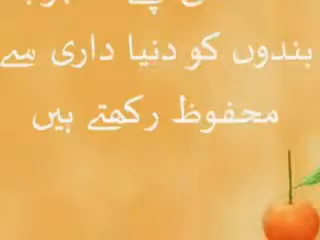 بندوں کو دنیا داری سے
محفوظ رکھتے ہیں